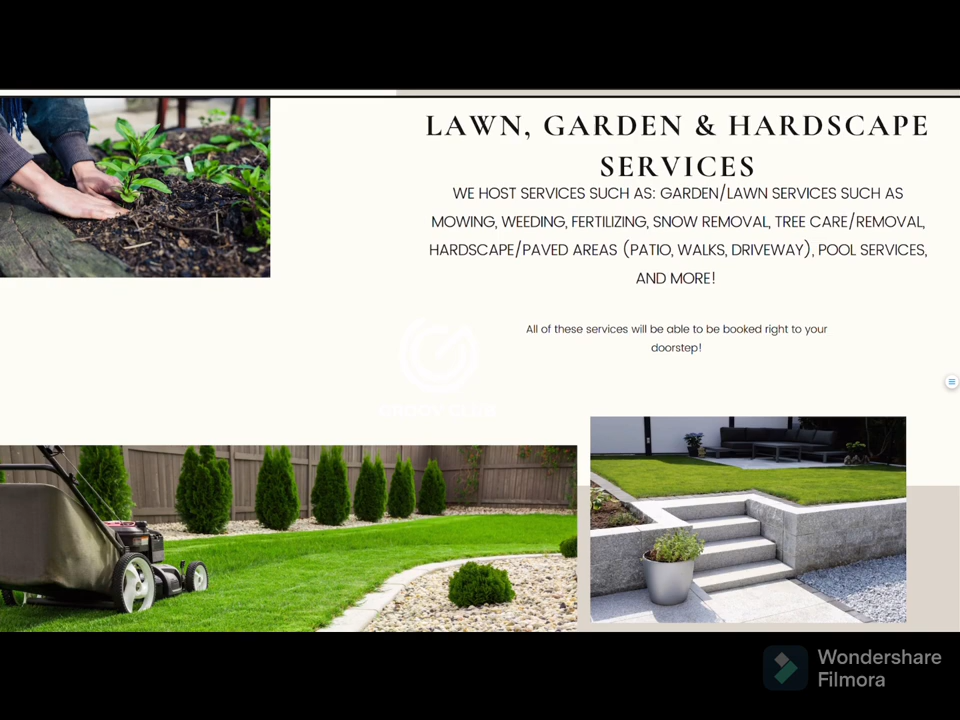 LAWN, GARDEN & HARDSCAPE
SERVICES
WE HOST SERVICES SUCH AS: GARDEN/LAWN SERVICES SUCH AS
MOWING, WEEDING, FERTILIZING, SNOW REMOVAL, TREE CARE/REMOVAL,
HARDSCAPE/PAVED AREAS (PATIO, WALKS, DRIVEWAY), POOL SERVICES,
AND MORE!
All of these services will be able to be booked right to your
doorstep!
Wondershare
Filmora